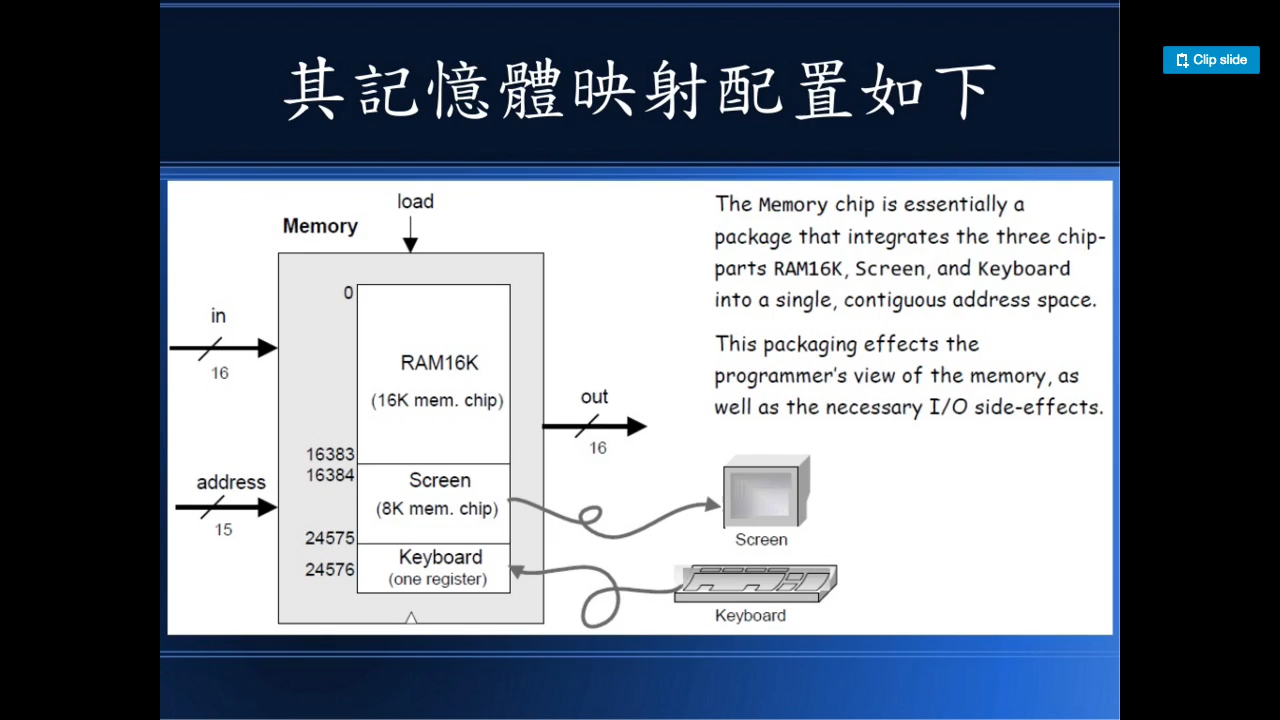 其記憶體映射配置如下
Clip slide
load
Memory
in
16
address
15
0
RAM16K
(16K mem. chip)
16383
16384
Screen
(8K mem. chip)
24575
24576
Keyboard
(one register)
out
16
The Memory chip is essentially a
package that integrates the three chip-
parts RAM16K, Screen, and Keyboard
into a single, contiguous address space.
This packaging effects the
programmer's view of the memory, as
well as the necessary I/O side-effects.
Screen
Keyboard